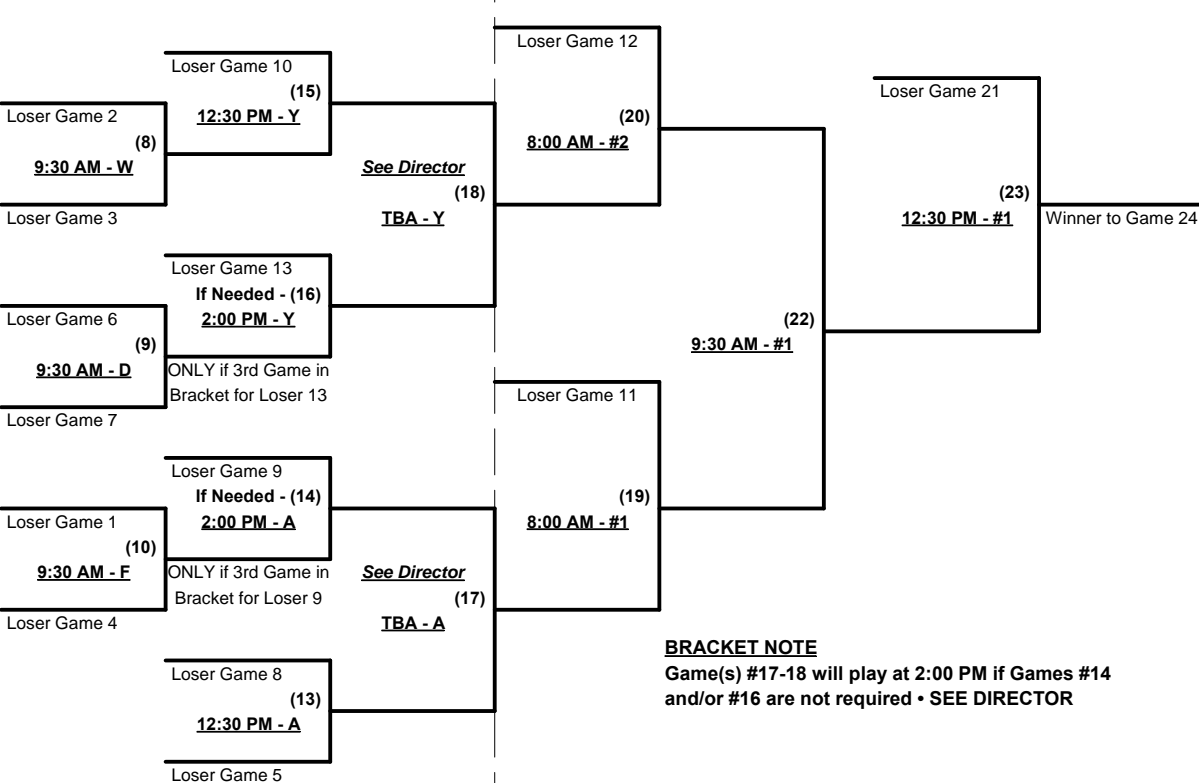 Loser Game 12
Loser Game 10
(15)
12:30 PM - Y
Loser Game 21
Loser Game 2
(8)
9:30 AM - W
Loser Game 3
(20)
8:00 AM - #2
See Director
(18)
TBA - Y
(23)
12:30 PM - #1
Winner to Game 24
Loser Game 13
If Needed - (16)
2:00 PM - Y
Loser Game 6
(9)
9:30 AM - D
Loser Game 7
ONLY if 3rd Game in
Bracket for Loser 13
(22)
9:30 AM - #1
Loser Game 11
Loser Game 9
If Needed - (14)
2:00 PM - A
(19)
8:00 AM - #1
Loser Game 1
(10)
9:30 AM - F
Loser Game 4
ONLY if 3rd Game in
Bracket for Loser 9
See Director
(17)
TBA - A
Loser Game 8
(13)
12:30 PM - A
Loser Game 5
BRACKET NOTE
Game(s) #17-18 will play at 2:00 PM if Games #14
and/or #16 are not required • SEE DIRECTOR